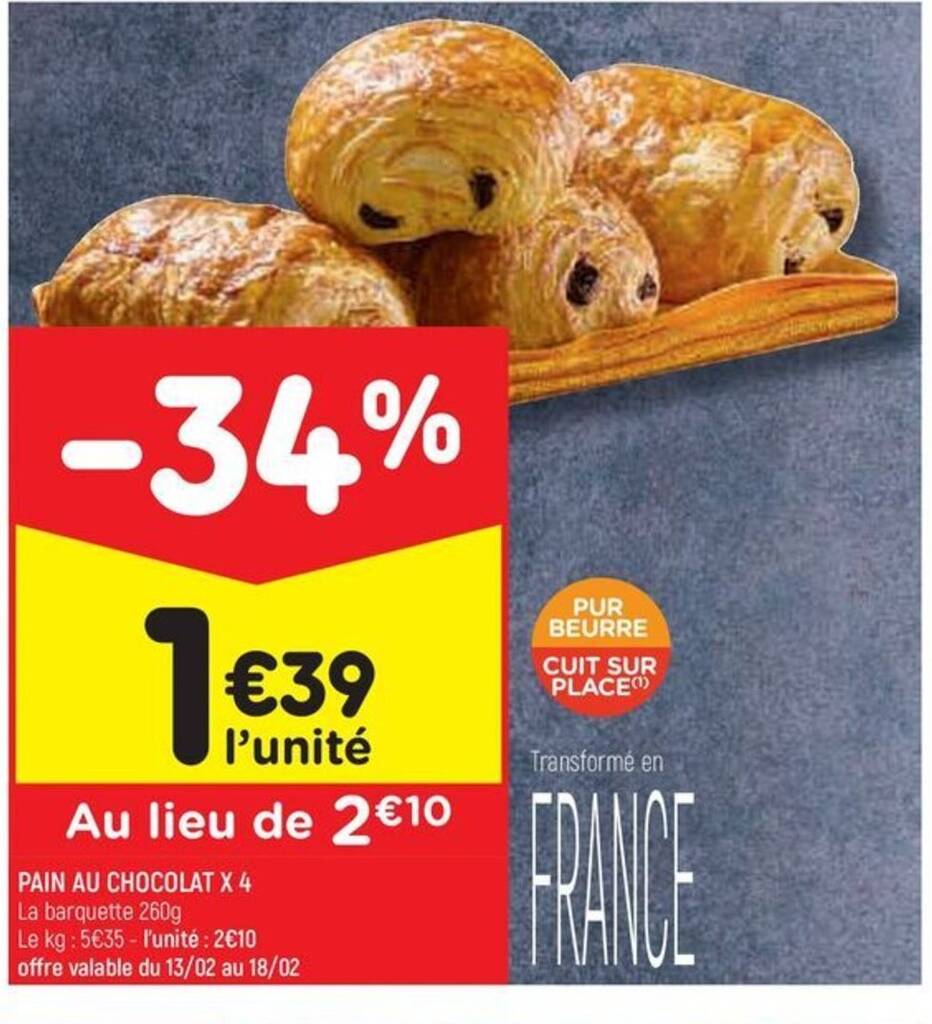 -34%
1€39
l'unité
Au lieu de 2€10
PAIN AU CHOCOLAT X 4
La barquette 260g
Le kg : 5€35 - l'unité : 2€10
offre valable du 13/02 au 18/02
PUR
BEURRE
CUIT SUR
PLACE(1)
Transformé en
FRANCE